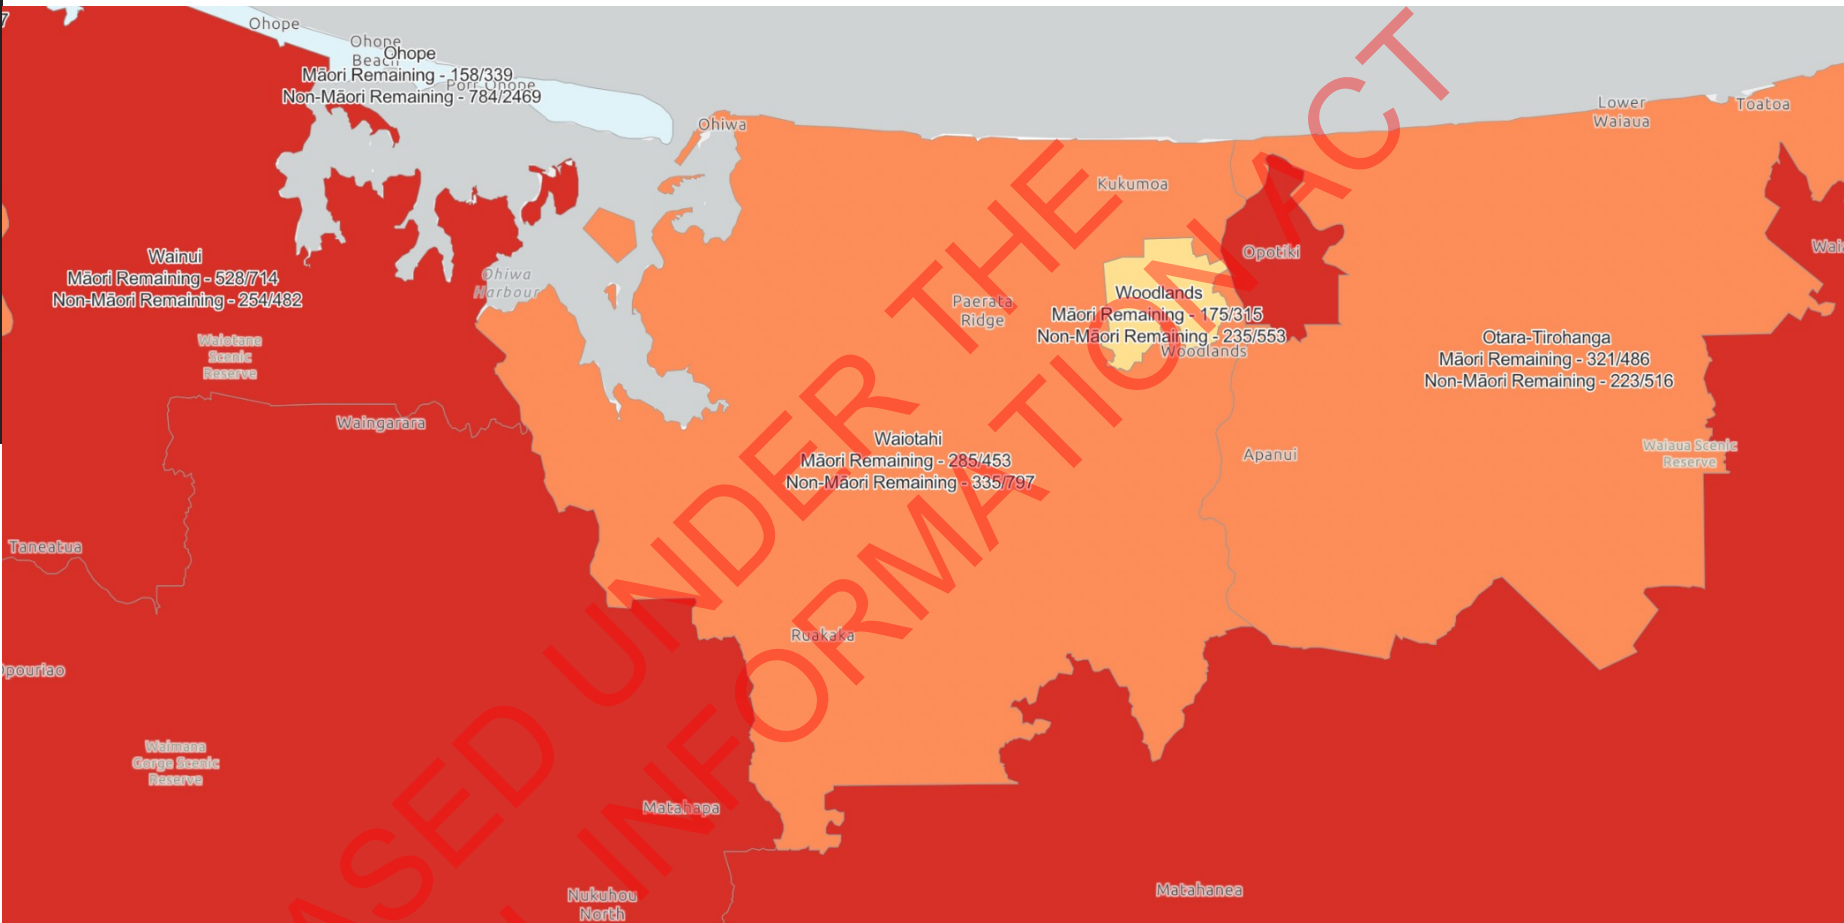 7
Ohope
Ohope
Beach
Ohope
Māori Remaining - 158/339
Port Ohope
Non-Māori Remaining - 784/2469
Ohiwa
Lower
Waiaua
Toatoa
Kukumoa
Wainui
Māori Remaining - 528/714
Non-Māori Remaining - 254/482
Ohiwa
Harbour
Opotiki
Wai
Paerata
Ridge
Woodlands
Māori Remaining - 175/315
Non-Māori Remaining - 235/553
Woodlands
Waiotane
Scenic
Reserve
Otara-Tirohanga
Māori Remaining - 321/486
Non-Māori Remaining - 223/516
Waingarara
Waiotahi
Māori Remaining - 285/453
Non-Māori Remaining - 335/797
Apanui
Waiaua Scenic
Reserve
Taneatua
Ruakaka
Opouriao
Waimana
Gorge Scenic
Reserve
Matahapa
Nukuhou
North
Matahanea
ASED UNDER THE
INFORMATION ACT